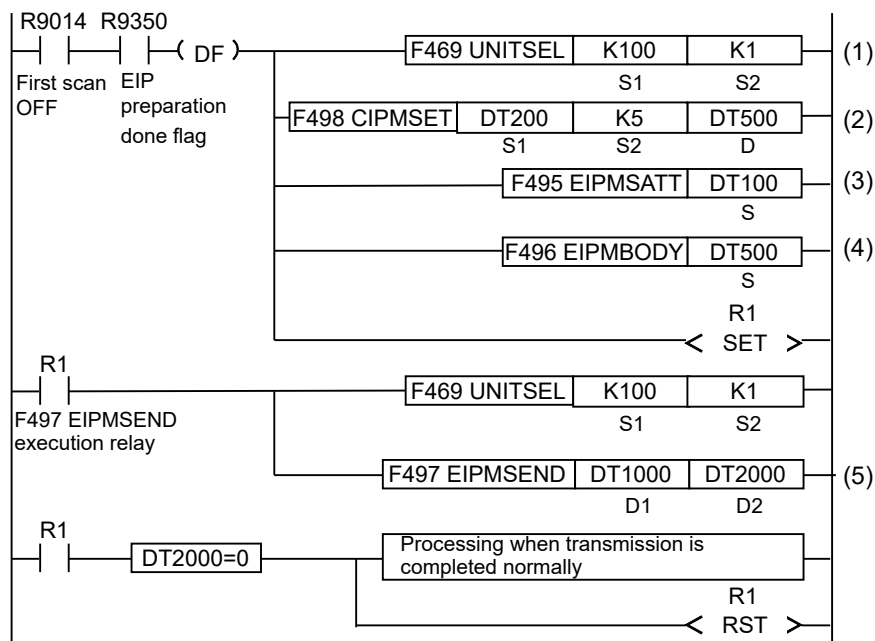 R9014 R9350
DF
F469 UNITSEL K100 K1 (1)
First scan OFF
EIP preparation done flag
S1 S2
F498 CIPMSET DT200 K5 DT500 (2)
S1 S2 D
F495 EIPMSATT DT100 (3)
S
F496 EIPMBODY DT500 (4)
S
R1
SET
R1
F469 UNITSEL K100 K1
F497 EIPMSEND
execution relay
S1 S2
F497 EIPMSEND DT1000 DT2000 (5)
D1 D2
R1
DT2000=0
Processing when transmission is
completed normally
R1
RST